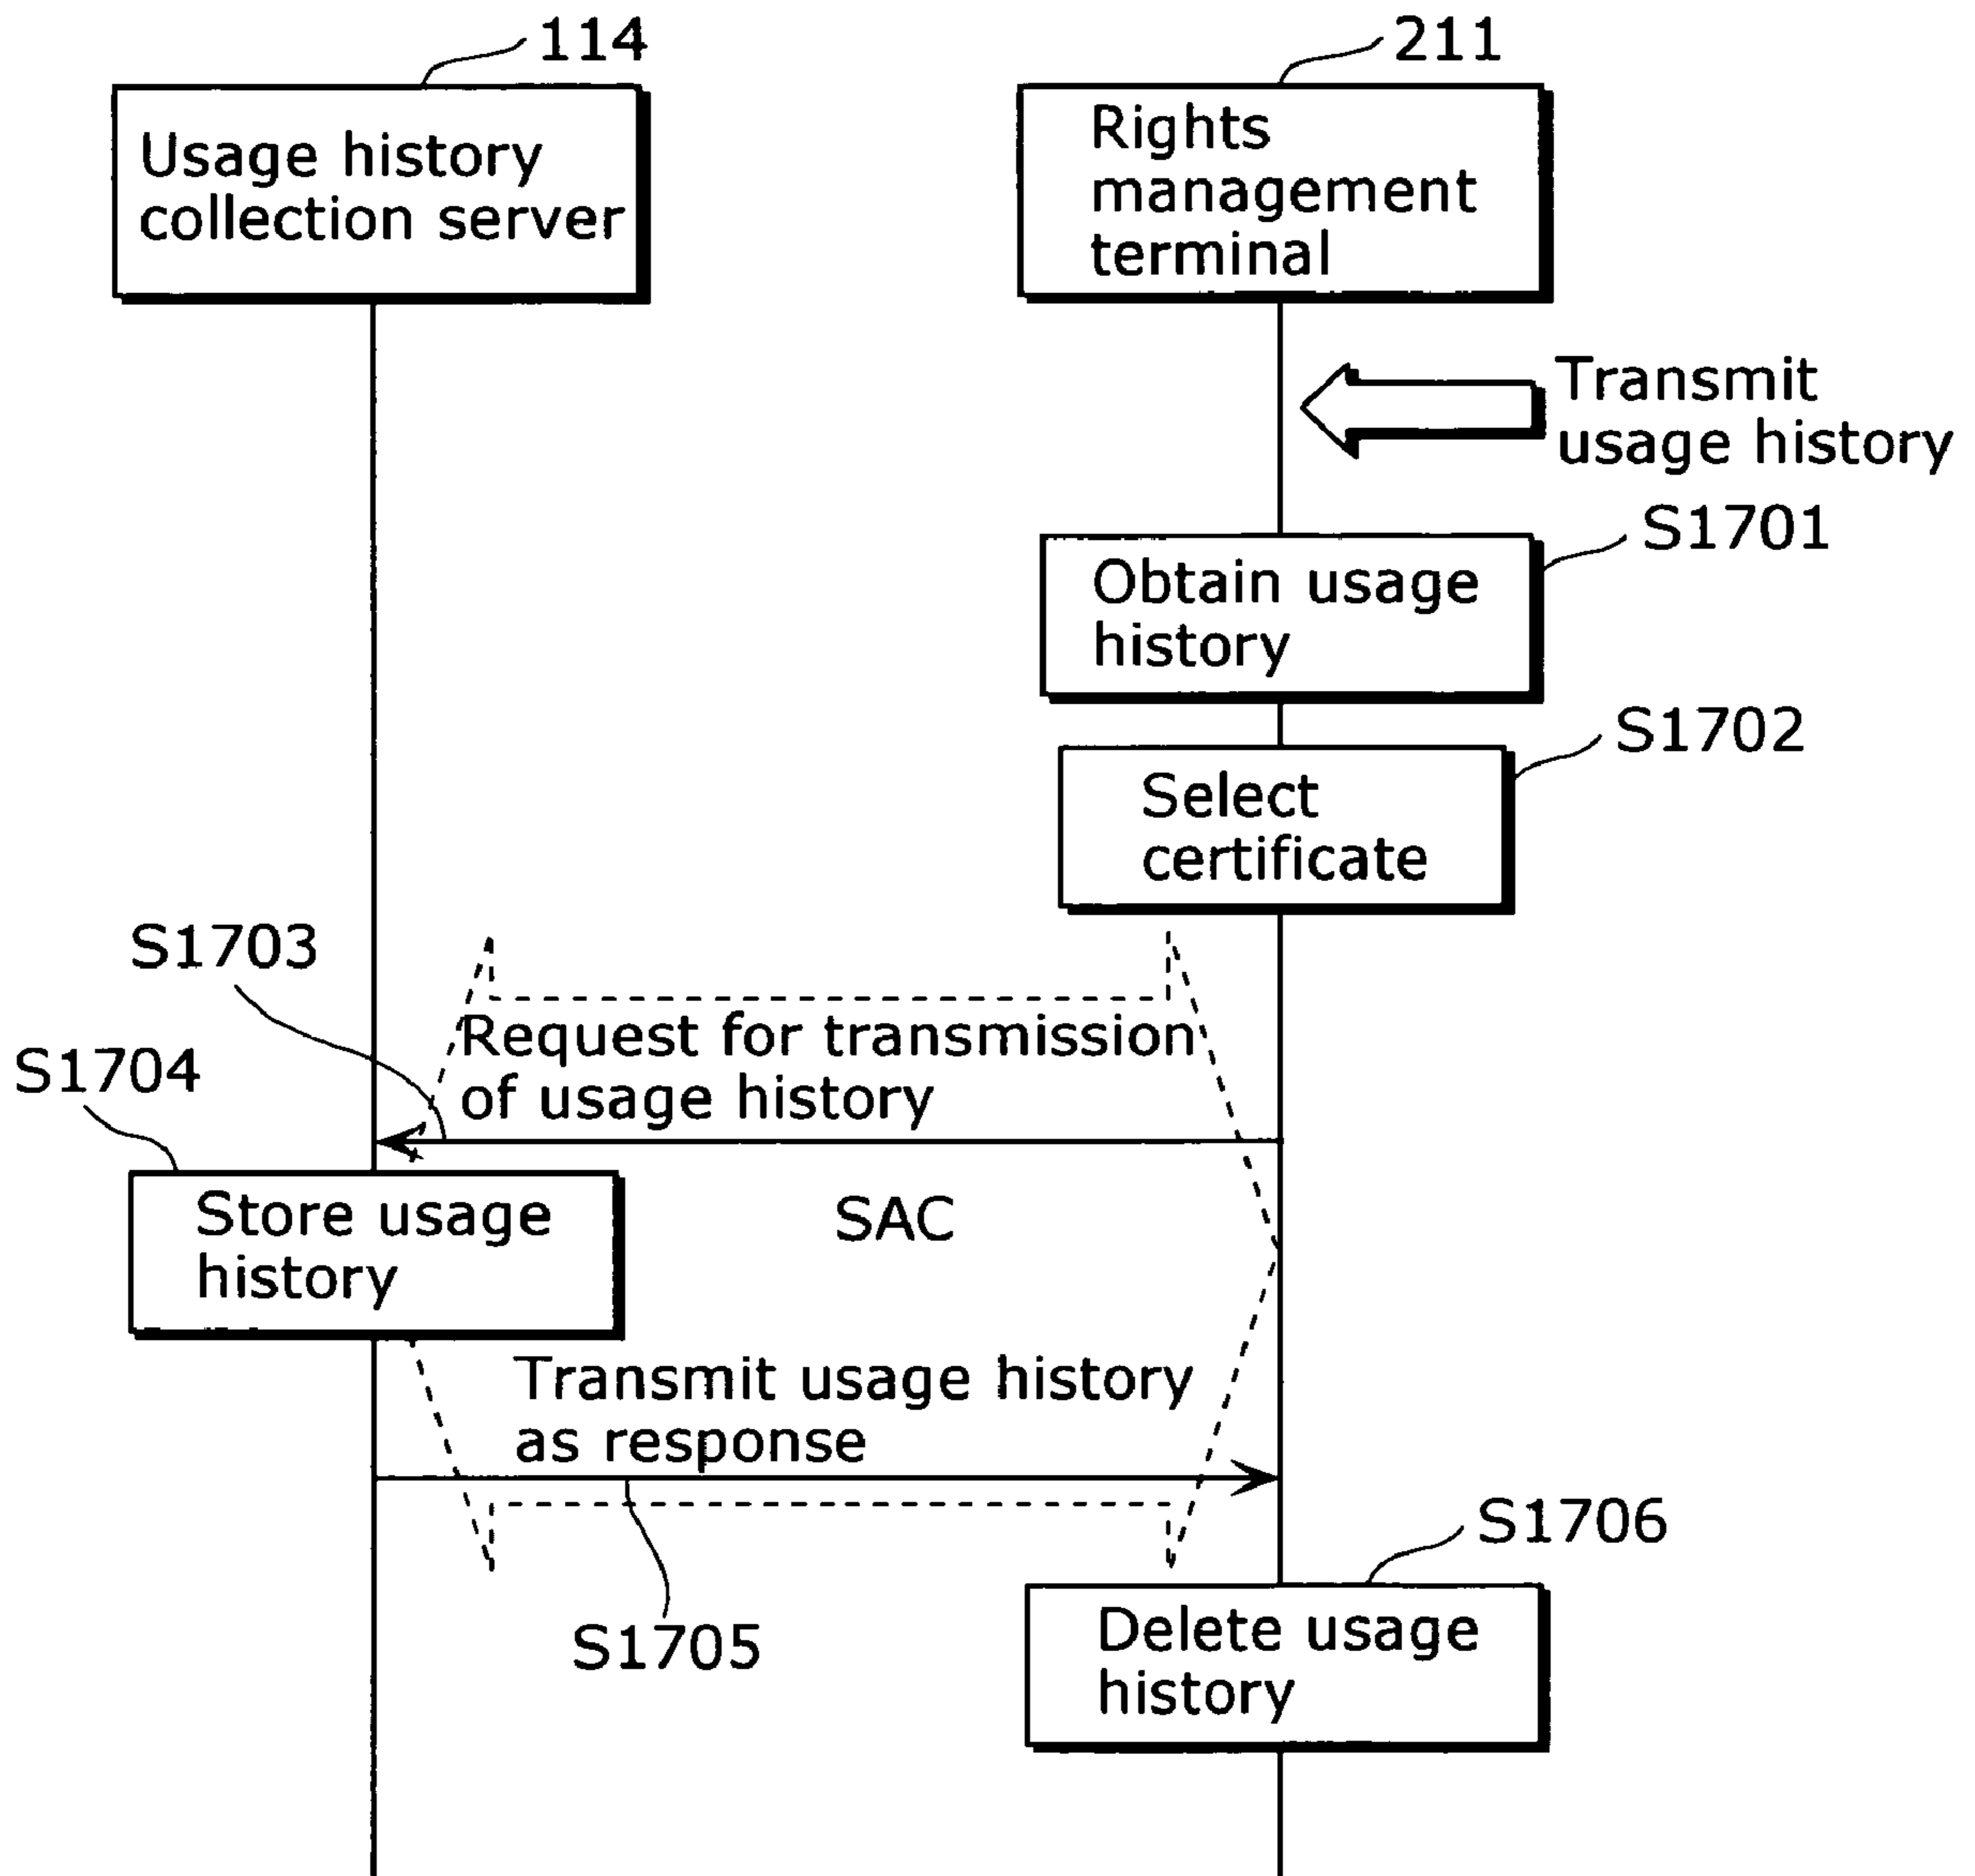 114
211
Usage history
collection server
Rights
management
terminal
Transmit
usage history
S1701
Obtain usage
history
S1702
Select
certificate
S1703
Request for transmission
of usage history
S1704
SAC
Store usage
history
Transmit usage history
as response
S1706
S1705
Delete usage
history